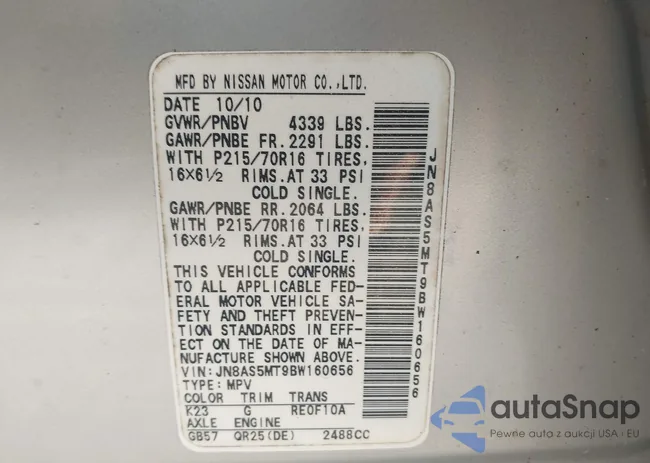 MFD BY NISSAN MOTOR CO.,LTD.
DATE 10/10
GVWR/PNBV 4339 LBS.
GAWR/PNBE FR. 2291 LBS.
WITH P215/70R16 TIRES,
16X6½ RIMS. AT 33 PSI
COLD SINGLE.
GAWR/PNBE RR. 2064 LBS.
WITH P215/70R16 TIRES,
16X6½ RIMS. AT 33 PSI
COLD SINGLE.
THIS VEHICLE CONFORMS
TO ALL APPLICABLE FED-
ERAL MOTOR VEHICLE SA-
FETY AND THEFT PREVEN-
TION STANDARDS IN EFF-
ECT ON THE DATE OF MA-
NUFACTURE SHOWN ABOVE.
VIN: JN8AS5MT9BW160656
TYPE: MPV
COLOR TRIM TRANS
K23 G RE0F10A
AXLE ENGINE
GB57 QR25(DE) 2488CC
JN8AS5MT9BW160656
autoSnap
Pewne auta z aukcji USA i EU